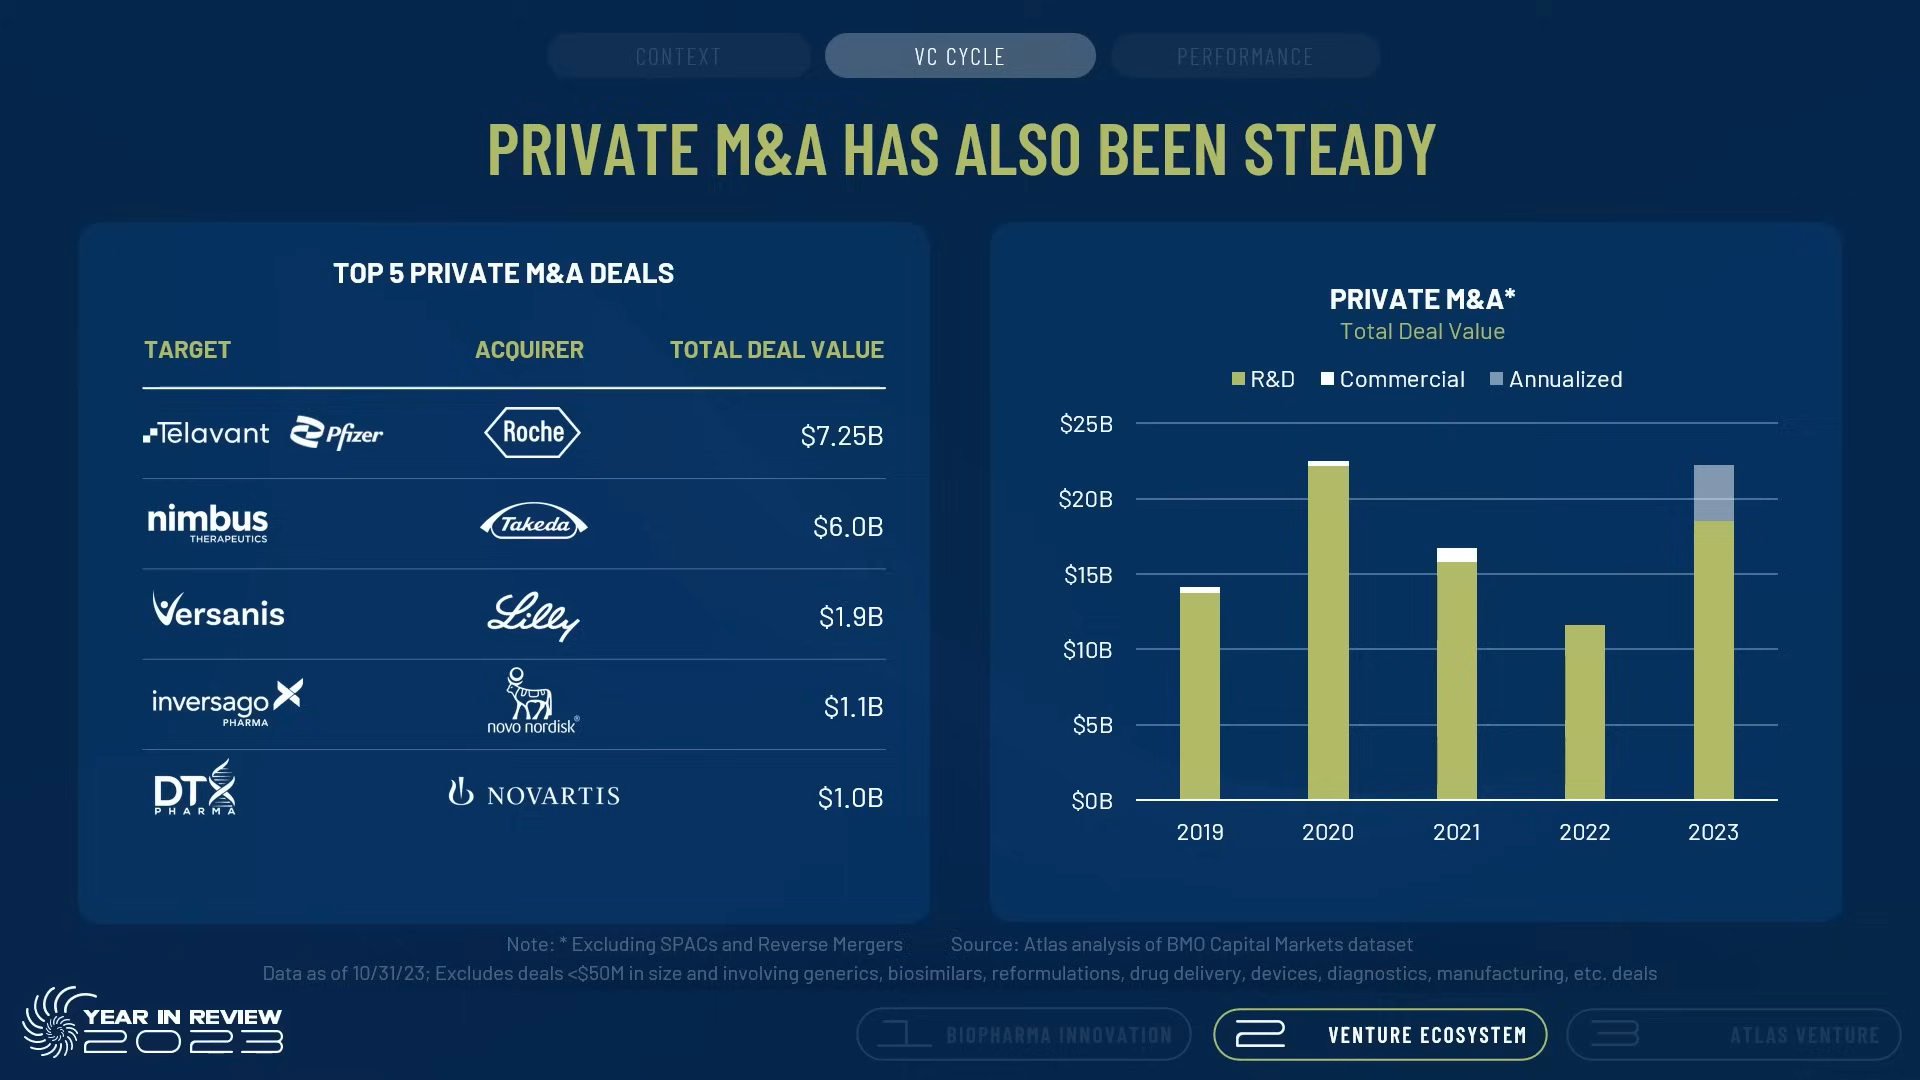 CONTEXT
VC CYCLE
PERFORMANCE
PRIVATE M&A HAS ALSO BEEN STEADY
TOP 5 PRIVATE M&A DEALS
TARGET ACQUIRER TOTAL DEAL VALUE
Telavant Pfizer Roche $7.25B
nimbus THERAPEUTICS Takeda $6.0B
Versanis Lilly $1.9B
inversago PHARMA novo nordisk® $1.1B
DTX PHARMA NOVARTIS $1.0B
PRIVATE M&A*
Total Deal Value
R&D Commercial Annualized
$25B
$20B
$15B
$10B
$5B
$0B
2019 2020 2021 2022 2023
Note: * Excluding SPACs and Reverse Mergers Source: Atlas analysis of BMO Capital Markets dataset
Data as of 10/31/23; Excludes deals <$50M in size and involving generics, biosimilars, reformulations, drug delivery, devices, diagnostics, manufacturing, etc. deals
YEAR IN REVIEW
2023
1 BIOPHARMA INNOVATION
2 VENTURE ECOSYSTEM
3 ATLAS VENTURE